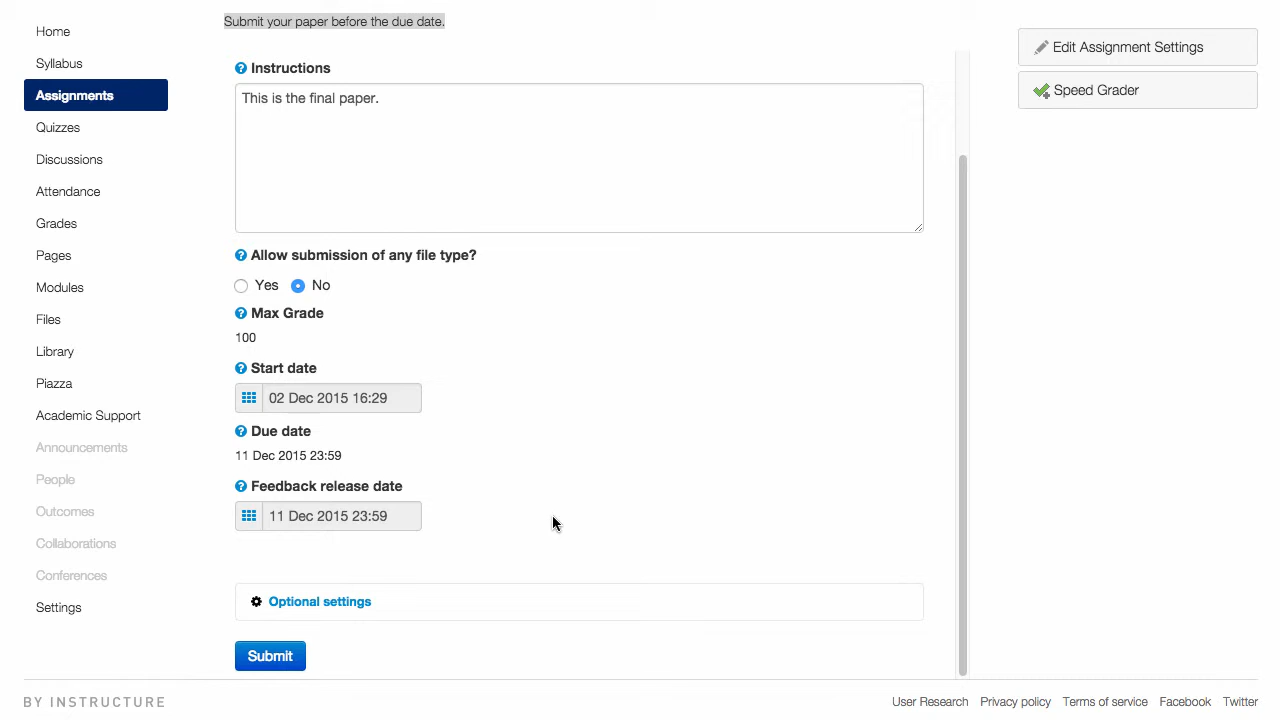 Home
Syllabus
Assignments
Quizzes
Discussions
Attendance
Grades
Pages
Modules
Files
Library
Piazza
Academic Support
Announcements
People
Outcomes
Collaborations
Conferences
Settings
Submit your paper before the due date.
Instructions
This is the final paper.
Allow submission of any file type?
Yes No
Max Grade
100
Start date
02 Dec 2015 16:29
Due date
11 Dec 2015 23:59
Feedback release date
11 Dec 2015 23:59
Optional settings
Submit
Edit Assignment Settings
Speed Grader
BY INSTRUCTURE
User Research Privacy policy Terms of service Facebook Twitter